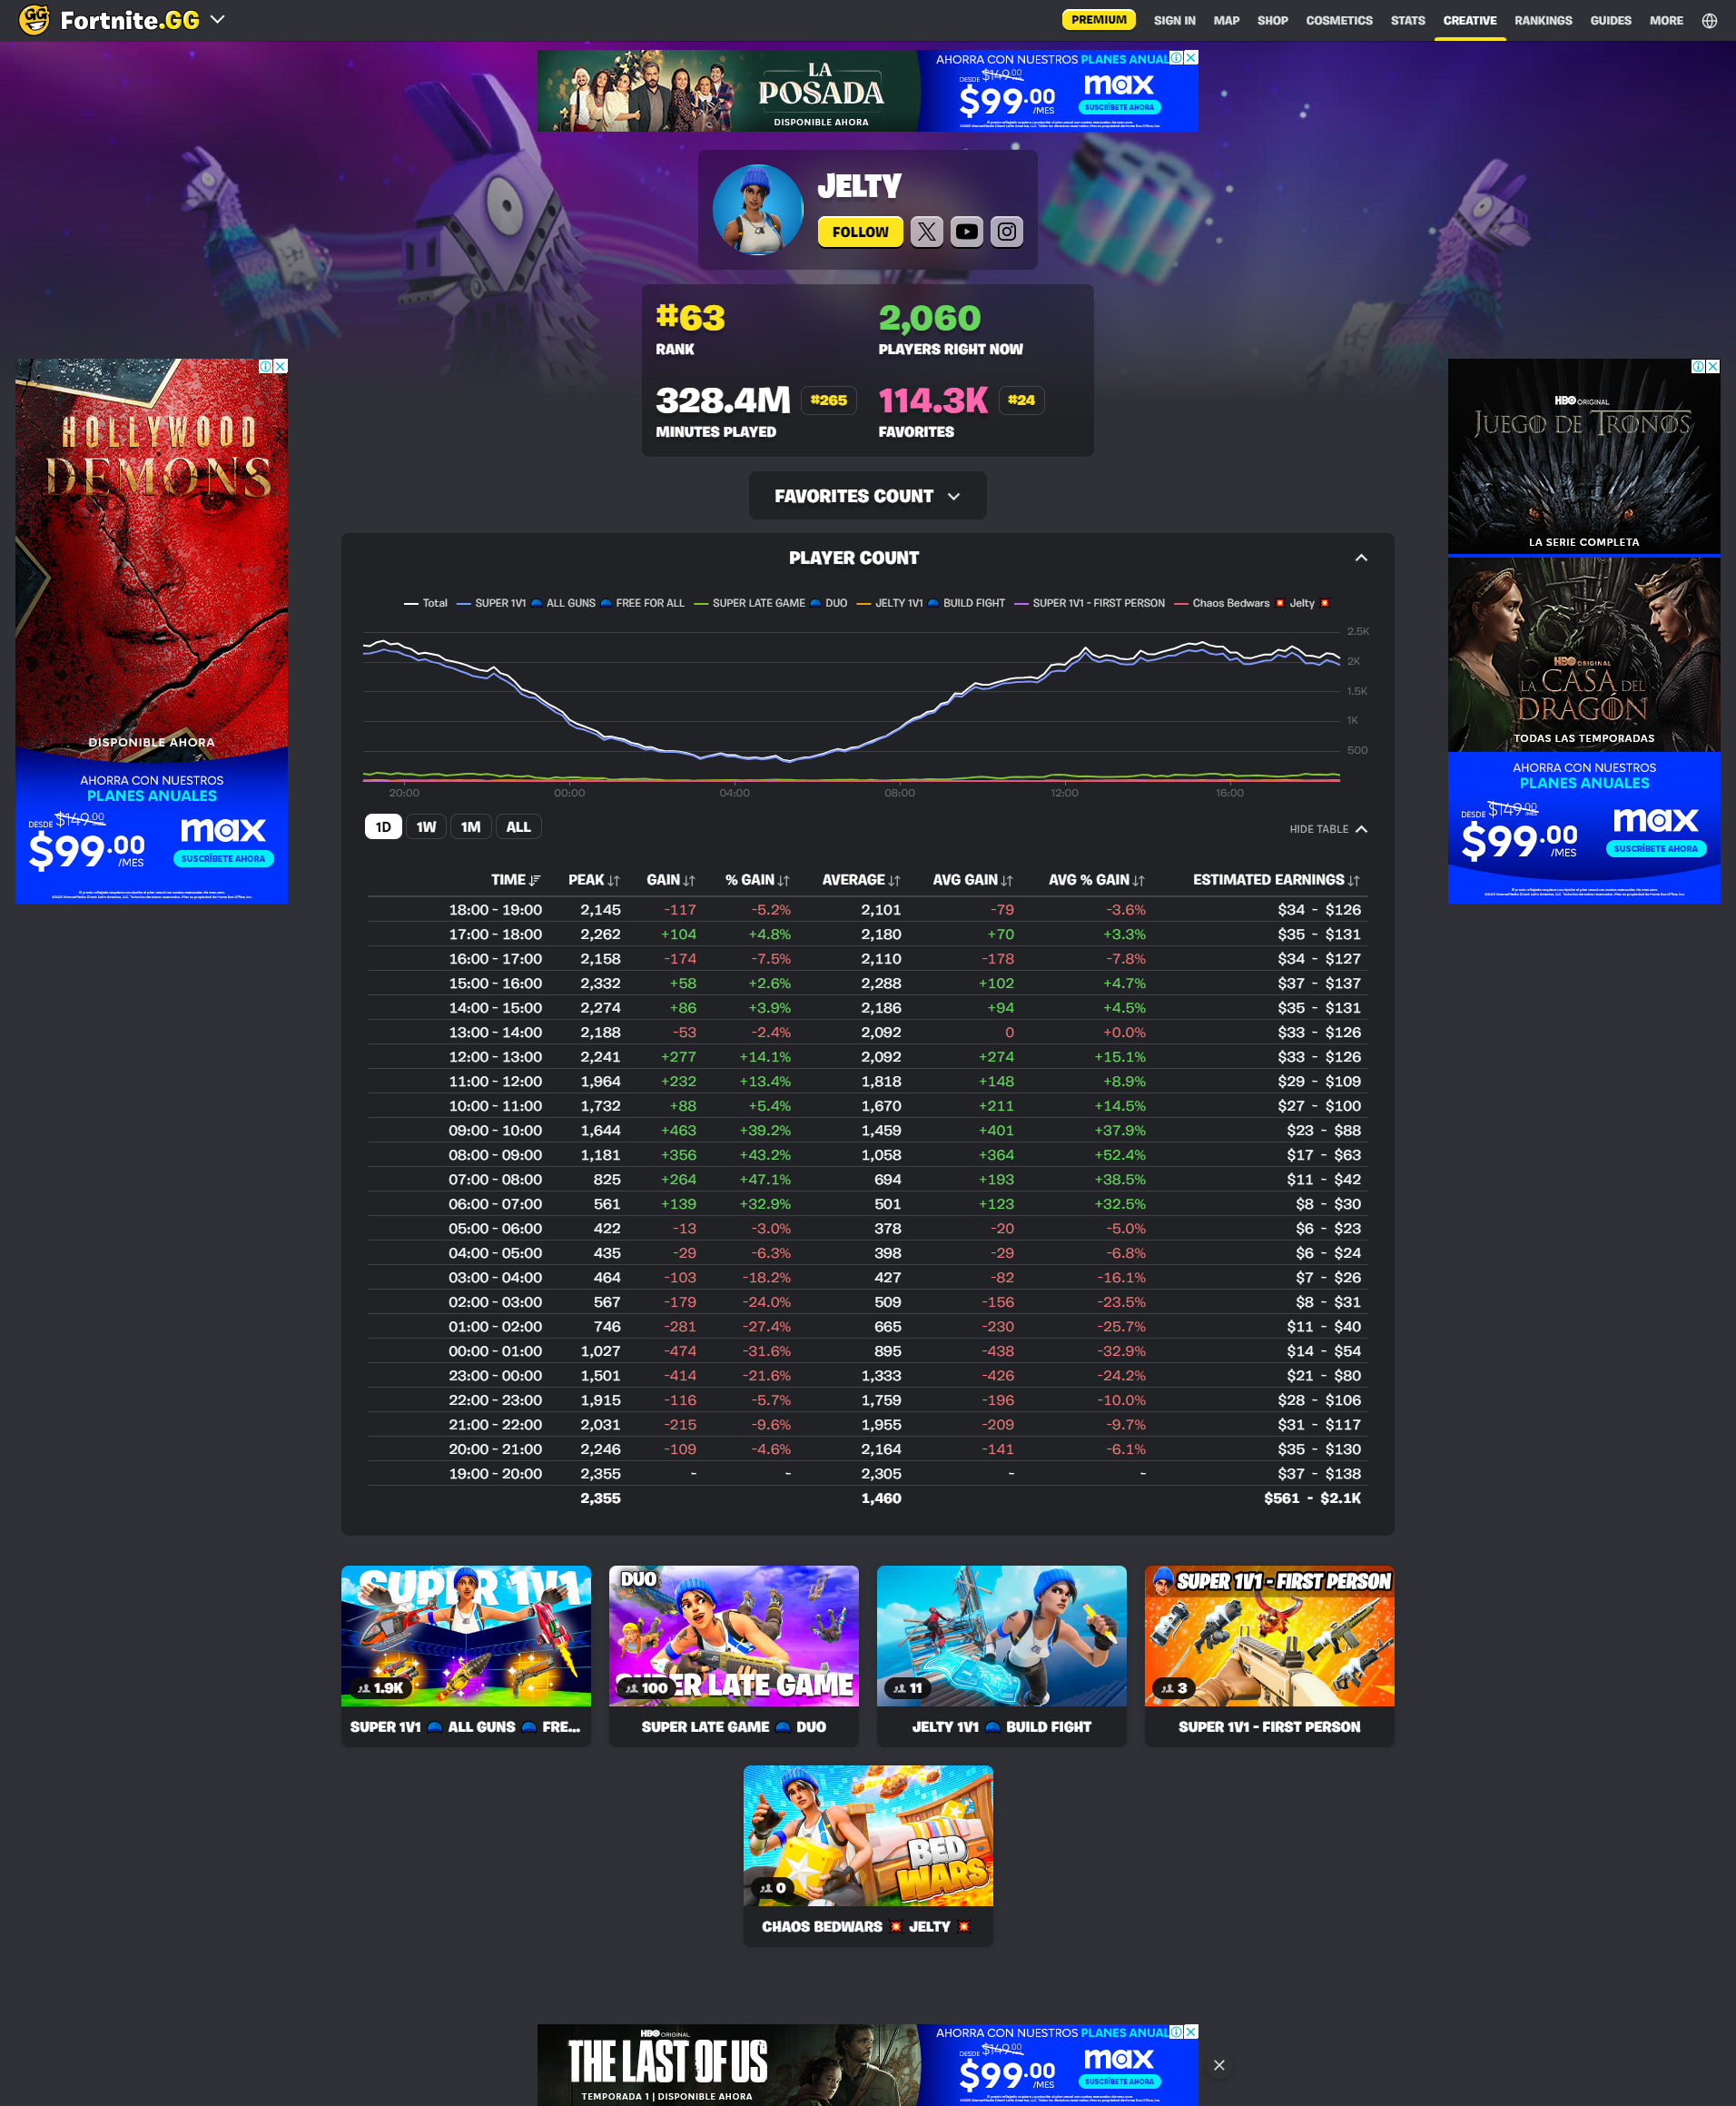 Fortnite.GG
PREMIUM SIGN IN MAP SHOP COSMETICS STATS CREATIVE RANKINGS GUIDES MORE
LA POSADA
DISPONIBLE AHORA
AHORA CON NUESTROS PLANES ANUAL
DESDE $149.00
$99.00 /MES
max
SUSCRÍBETE AHORA
JELTY
FOLLOW
#63
RANK
2,060
PLAYERS RIGHT NOW
328.4M #265
MINUTES PLAYED
114.3K #24
FAVORITES
FAVORITES COUNT
HOLLYWOOD
DEMONS
DISPONIBLE AHORA
AHORA CON NUESTROS
PLANES ANUALES
DESDE $149.00
$99.00 /MES
max
SUSCRÍBETE AHORA
HBO ORIGINAL
JUEGO DE TRONOS
LA SERIE COMPLETA
HBO ORIGINAL
LA CASA DEL
DRAGÓN
TODAS LAS TEMPORADAS
AHORA CON NUESTROS
PLANES ANUALES
DESDE $149.00
$99.00 /MES
max
SUSCRÍBETE AHORA
PLAYER COUNT
Total SUPER 1V1 🧢 ALL GUNS 🧢 FREE FOR ALL SUPER LATE GAME 🧢 DUO JELTY 1V1 🧢 BUILD FIGHT SUPER 1V1 - FIRST PERSON Chaos Bedwars 💥 Jelty 💥
2.5K
2K
1.5K
1K
500
20:00 00:00 04:00 08:00 12:00 16:00
1D 1W 1M ALL
HIDE TABLE
TIME PEAK GAIN % GAIN AVERAGE AVG GAIN AVG % GAIN ESTIMATED EARNINGS
18:00 - 19:00 2,145 -117 -5.2% 2,101 -79 -3.6% $34 - $126
17:00 - 18:00 2,262 +104 +4.8% 2,180 +70 +3.3% $35 - $131
16:00 - 17:00 2,158 -174 -7.5% 2,110 -178 -7.8% $34 - $127
15:00 - 16:00 2,332 +58 +2.6% 2,288 +102 +4.7% $37 - $137
14:00 - 15:00 2,274 +86 +3.9% 2,186 +94 +4.5% $35 - $131
13:00 - 14:00 2,188 -53 -2.4% 2,092 0 +0.0% $33 - $126
12:00 - 13:00 2,241 +277 +14.1% 2,092 +274 +15.1% $33 - $126
11:00 - 12:00 1,964 +232 +13.4% 1,818 +148 +8.9% $29 - $109
10:00 - 11:00 1,732 +88 +5.4% 1,670 +211 +14.5% $27 - $100
09:00 - 10:00 1,644 +463 +39.2% 1,459 +401 +37.9% $23 - $88
08:00 - 09:00 1,181 +356 +43.2% 1,058 +364 +52.4% $17 - $63
07:00 - 08:00 825 +264 +47.1% 694 +193 +38.5% $11 - $42
06:00 - 07:00 561 +139 +32.9% 501 +123 +32.5% $8 - $30
05:00 - 06:00 422 -13 -3.0% 378 -20 -5.0% $6 - $23
04:00 - 05:00 435 -29 -6.3% 398 -29 -6.8% $6 - $24
03:00 - 04:00 464 -103 -18.2% 427 -82 -16.1% $7 - $26
02:00 - 03:00 567 -179 -24.0% 509 -156 -23.5% $8 - $31
01:00 - 02:00 746 -281 -27.4% 665 -230 -25.7% $11 - $40
00:00 - 01:00 1,027 -474 -31.6% 895 -438 -32.9% $14 - $54
23:00 - 00:00 1,501 -414 -21.6% 1,333 -426 -24.2% $21 - $80
22:00 - 23:00 1,915 -116 -5.7% 1,759 -196 -10.0% $28 - $106
21:00 - 22:00 2,031 -215 -9.6% 1,955 -209 -9.7% $31 - $117
20:00 - 21:00 2,246 -109 -4.6% 2,164 -141 -6.1% $35 - $130
19:00 - 20:00 2,355 - - 2,305 - - $37 - $138
2,355 1,460 $561 - $2.1K
SUPER 1V1
1.9K
SUPER 1V1 🧢 ALL GUNS 🧢 FRE...
DUO
SUPER LATE GAME
100
SUPER LATE GAME 🧢 DUO
11
JELTY 1V1 🧢 BUILD FIGHT
SUPER 1V1 - FIRST PERSON
3
SUPER 1V1 - FIRST PERSON
BED
WARS
0
CHAOS BEDWARS 💥 JELTY 💥
HBO ORIGINAL
THE LAST OF US
TEMPORADA 1 | DISPONIBLE AHORA
AHORA CON NUESTROS PLANES ANUAL
DESDE $149.00
$99.00 /MES
max
SUSCRÍBETE AHORA